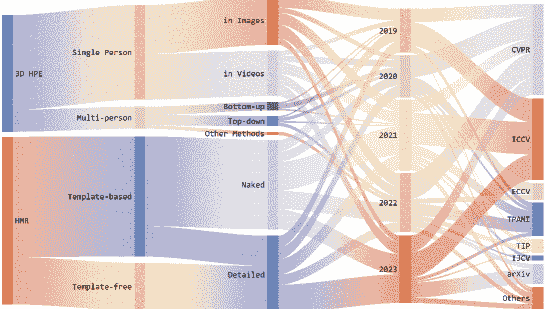 3D HPE
HMR
Single Person
Multi-person
Template-based
Template-free
in Images
in Videos
Bottom-up
Top-down
Other Methods
Naked
Detailed
2019
2020
2021
2022
2023
CVPR
ICCV
ECCV
TPAMI
TIP
IJCV
arXiv
Others